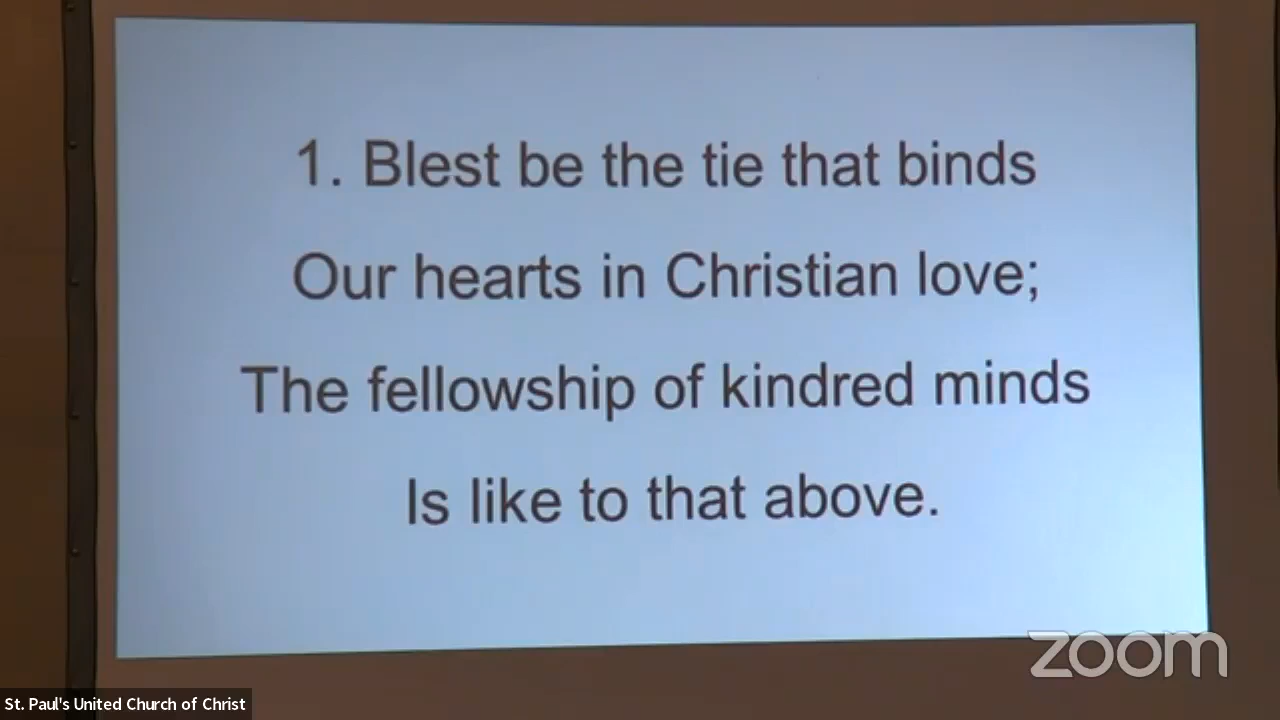 1. Blest be the tie that binds
Our hearts in Christian love;
The fellowship of kindred minds
Is like to that above.
zoom
St. Paul's United Church of Christ